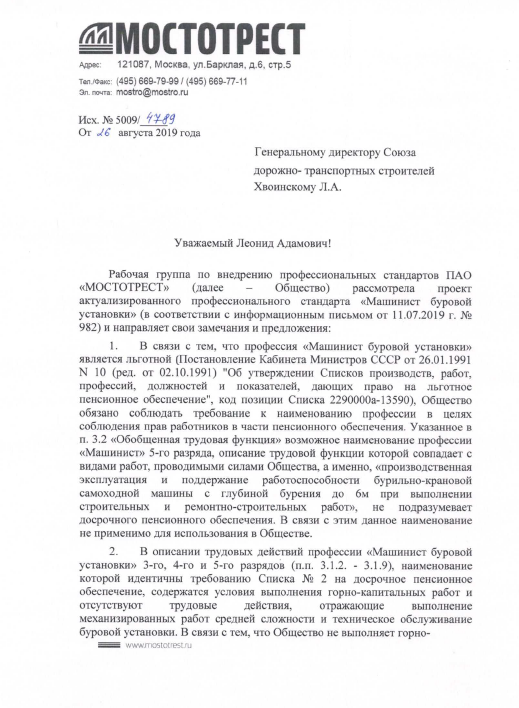 МОСТОТРЕСТ
Адрес: 121087, Москва, ул.Барклая, д.6, стр.5
Тел./Факс: (495) 669-79-99 / (495) 669-77-11
Эл. почта: mostro@mostro.ru
Исх. № 5009/ 4789
От 26 августа 2019 года
Генеральному директору Союза
дорожно- транспортных строителей
Хвоинскому Л.А.
Уважаемый Леонид Адамович!
Рабочая группа по внедрению профессиональных стандартов ПАО
«МОСТОТРЕСТ» (далее – Общество) рассмотрела проект
актуализированного профессионального стандарта «Машинист буровой
установки» (в соответствии с информационным письмом от 11.07.2019 г. №
982) и направляет свои замечания и предложения:
1. В связи с тем, что профессия «Машинист буровой установки»
является льготной (Постановление Кабинета Министров СССР от 26.01.1991
N 10 (ред. от 02.10.1991) "Об утверждении Списков производств, работ,
профессий, должностей и показателей, дающих право на льготное
пенсионное обеспечение", код позиции Списка 2290000а-13590), Общество
обязано соблюдать требование к наименованию профессии в целях
соблюдения прав работников в части пенсионного обеспечения. Указанное в
п. 3.2 «Обобщенная трудовая функция» возможное наименование профессии
«Машинист» 5-го разряда, описание трудовой функции которой совпадает с
видами работ, проводимыми силами Общества, а именно, «производственная
эксплуатация и поддержание работоспособности бурильно-крановой
самоходной машины с глубиной бурения до 6м при выполнении
строительных и ремонтно-строительных работ», не подразумевает
досрочного пенсионного обеспечения. В связи с этим данное наименование
не применимо для использования в Обществе.
2. В описании трудовых действий профессии «Машинист буровой
установки» 3-го, 4-го и 5-го разрядов (п.п. 3.1.2. - 3.1.9), наименование
которой идентичны требованию Списка № 2 на досрочное пенсионное
обеспечение, содержатся условия выполнения горно-капитальных работ и
отсутствуют трудовые действия, отражающие выполнение
механизированных работ средней сложности и техническое обслуживание
буровой установки. В связи с тем, что Общество не выполняет горно-
www.mostotrest.ru